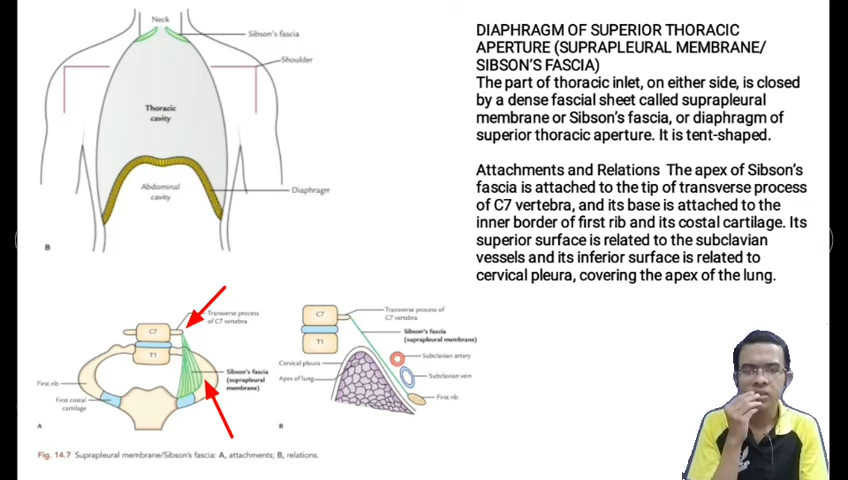 Neck
Sibson's fascia
Shoulder
Thoracic
cavity
Abdominal
cavity
Diaphragm
B
DIAPHRAGM OF SUPERIOR THORACIC
APERTURE (SUPRAPLEURAL MEMBRANE/
SIBSON'S FASCIA)
The part of thoracic inlet, on either side, is closed
by a dense fascial sheet called suprapleural
membrane or Sibson's fascia, or diaphragm of
superior thoracic aperture. It is tent-shaped.
Attachments and Relations The apex of Sibson's
fascia is attached to the tip of transverse process
of C7 vertebra, and its base is attached to the
inner border of first rib and its costal cartilage. Its
superior surface is related to the subclavian
vessels and its inferior surface is related to
cervical pleura, covering the apex of the lung.
C7
T1
Transverse process
of C7 vertebra
Sibson's fascia
(suprapleural
membrane)
First rib
First costal
cartilage
A
C7
T1
Transverse process of
C7 vertebra
Sibson's fascia
(suprapleural membrane)
Cervical pleura
Apex of lung
Subclavian artery
Subclavian vein
First rib
B
Fig. 14.7 Suprapleural membrane/Sibson's fascia: A, attachments; B, relations.